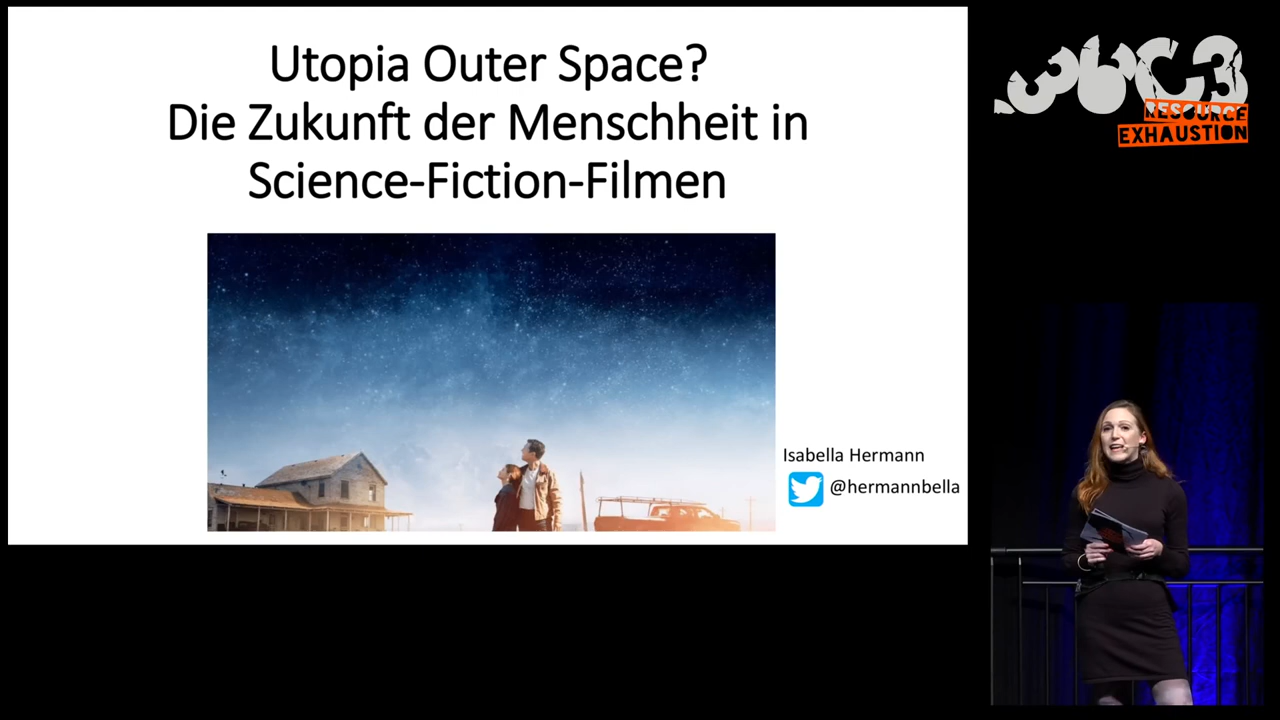 Utopia Outer Space?
Die Zukunft der Menschheit in
Science-Fiction-Filmen
Isabella Hermann
@hermannbella
36C3
RESOURCE
EXHAUSTION